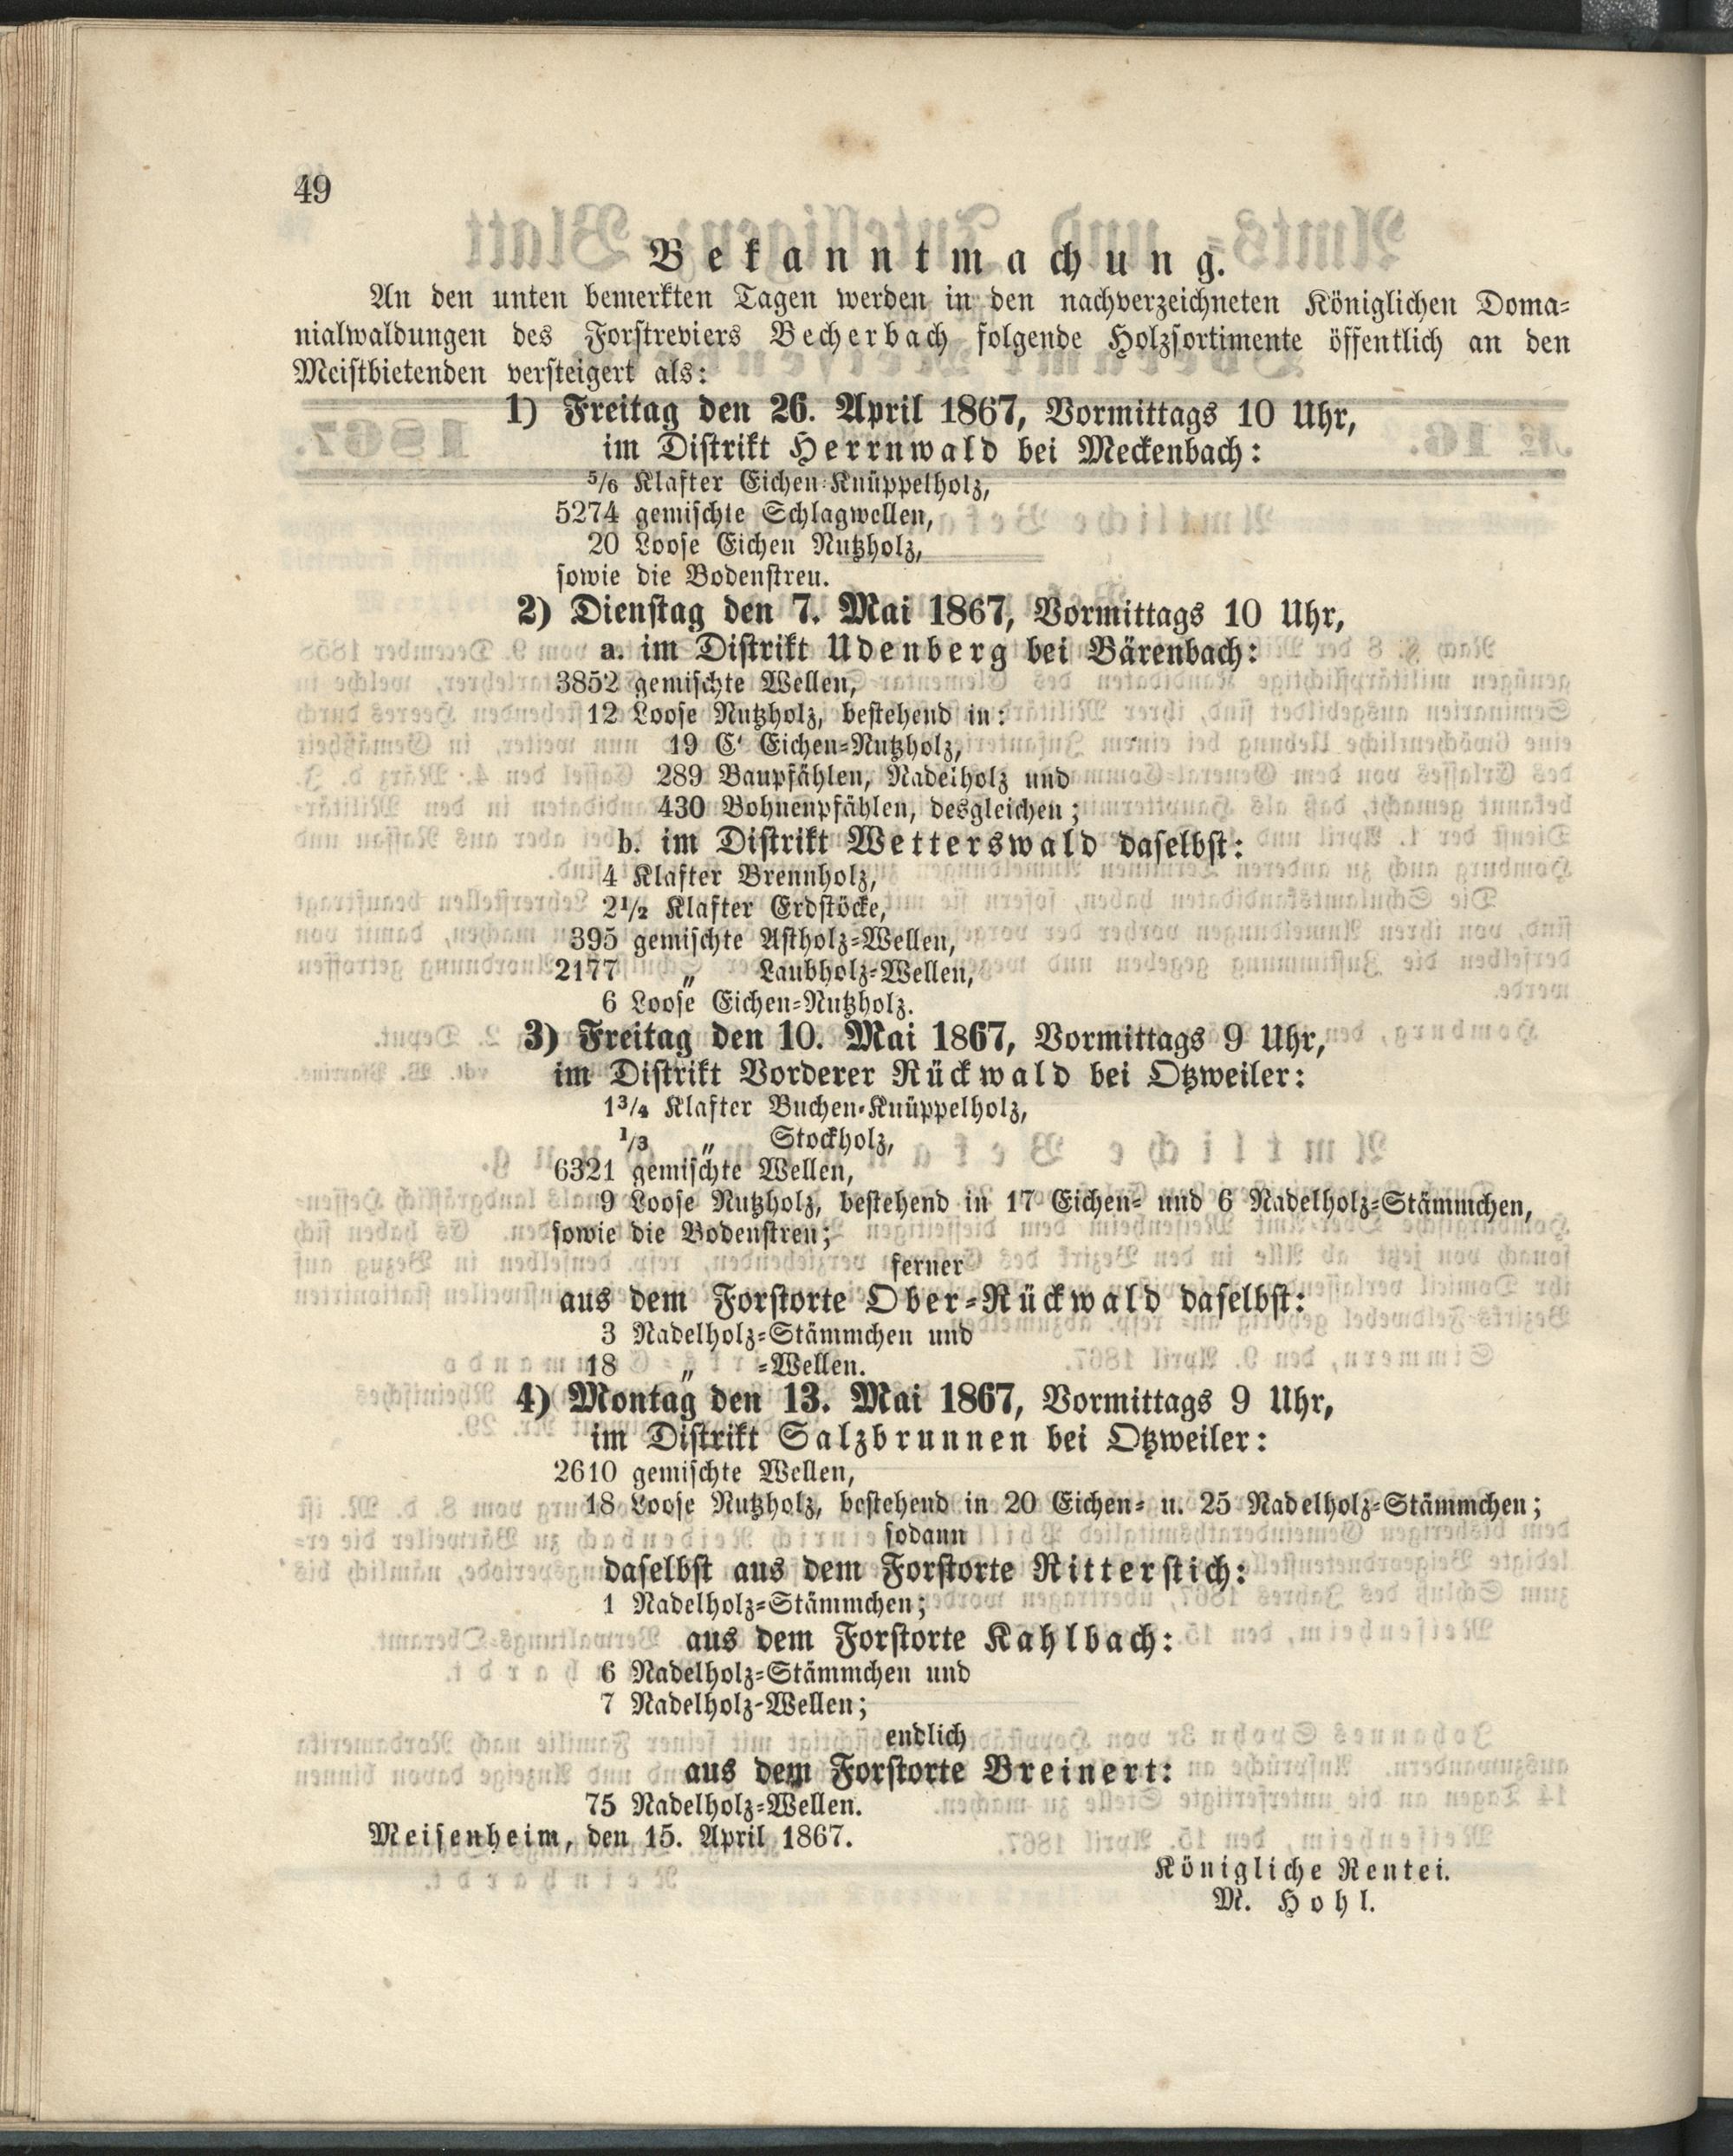 49
Bekanntmachung.
An den unten bemerkten Tagen werden in den nachverzeichneten Königlichen Doma-
nialwaldungen des Forstreviers Becherbach folgende Holzsortimente öffentlich an den
Meistbietenden versteigert als:
1) Freitag den 26. April 1867, Vormittags 10 Uhr,
im Distrikt Herrnwald bei Meckenbach:
5/6 Klafter Eichen-Knüppelholz,
5274 gemischte Schlagwellen,
20 Loose Eichen Nutzholz,
sowie die Bodenstreu.
2) Dienstag den 7. Mai 1867, Vormittags 10 Uhr,
a. im Distrikt Udenberg bei Bärenbach:
3852 gemischte Wellen,
12 Loose Nutzholz, bestehend in:
19 C' Eichen-Nutzholz,
289 Baupfählen, Nadelholz und
430 Bohnenpfählen, desgleichen;
b. im Distrikt Wetterswald daselbst:
4 Klafter Brennholz,
2 1/2 Klafter Erdstöcke,
395 gemischte Astholz-Wellen,
2177 „ Laubholz-Wellen,
6 Loose Eichen-Nutzholz.
3) Freitag den 10. Mai 1867, Vormittags 9 Uhr,
im Distrikt Vorderer Rückwald bei Otzweiler:
1 3/4 Klafter Buchen-Knüppelholz,
1/3 „ Stockholz,
6321 gemischte Wellen,
9 Loose Nutzholz, bestehend in 17 Eichen- und 6 Nadelholz-Stämmchen,
sowie die Bodenstreu;
ferner
aus dem Forstorte Ober-Rückwald daselbst:
3 Nadelholz-Stämmchen und
18 „ -Wellen.
4) Montag den 13. Mai 1867, Vormittags 9 Uhr,
im Distrikt Salzbrunnen bei Otzweiler:
2610 gemischte Wellen,
18 Loose Nutzholz, bestehend in 20 Eichen- u. 25 Nadelholz-Stämmchen;
sodann
daselbst aus dem Forstorte Ritterstich:
1 Nadelholz-Stämmchen;
aus dem Forstorte Kahlbach:
6 Nadelholz-Stämmchen und
7 Nadelholz-Wellen;
endlich
aus dem Forstorte Breinert:
75 Nadelholz-Wellen.
Meisenheim, den 15. April 1867.
Königliche Rentei.
M. Hohl.